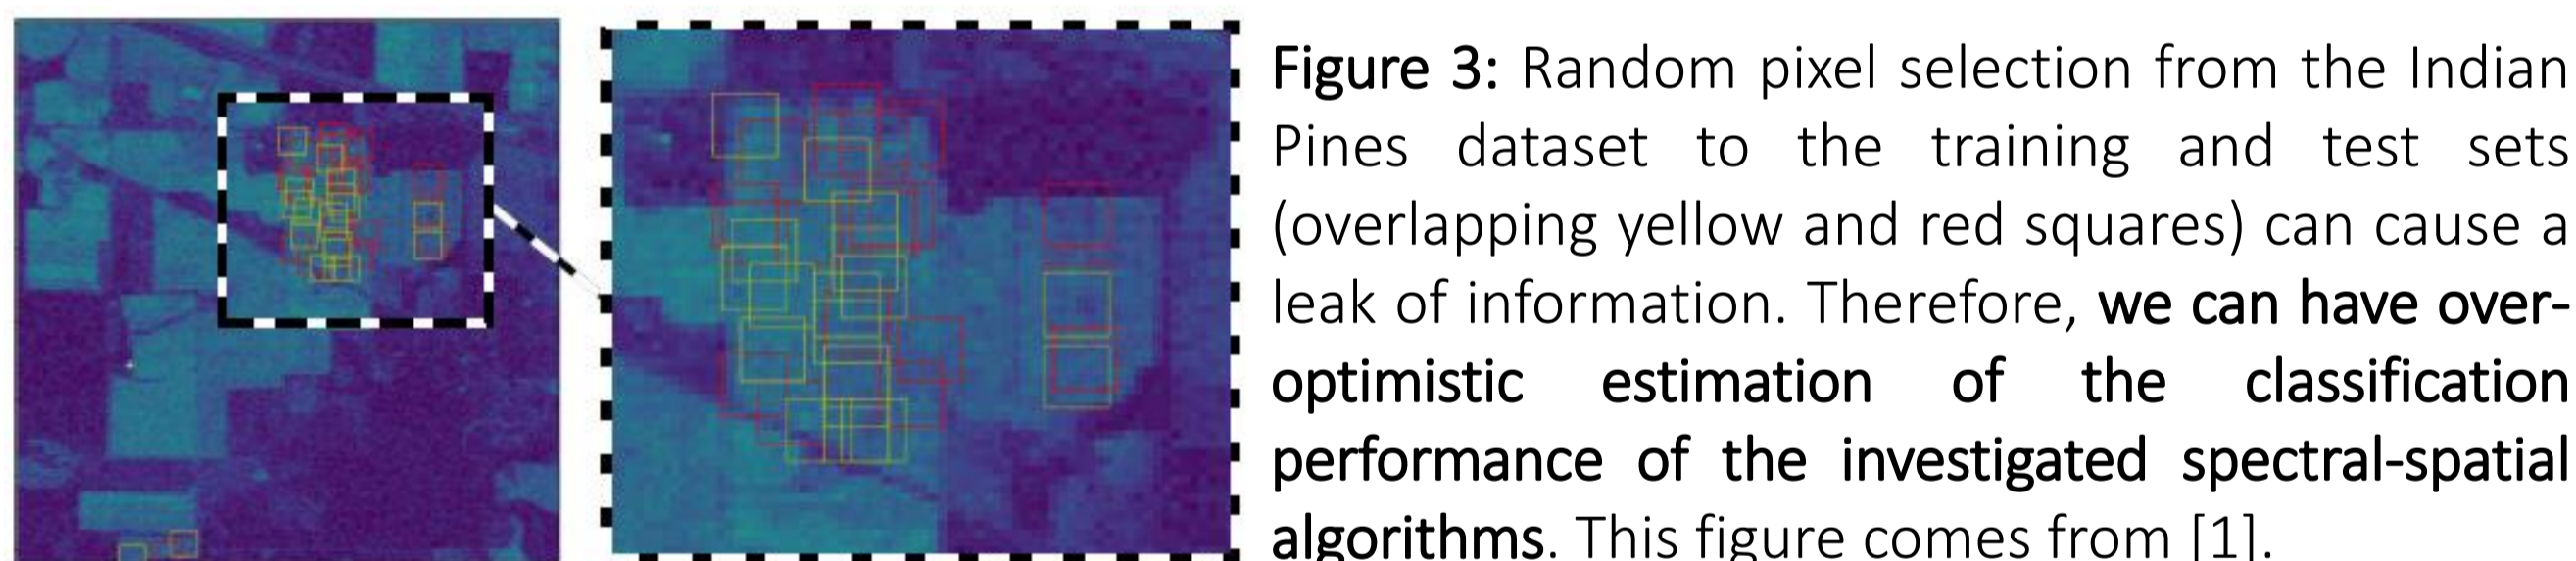 Figure 3: Random pixel selection from the Indian
Pines dataset to the training and test sets
(overlapping yellow and red squares) can cause a
leak of information. Therefore, we can have over-
optimistic estimation of the classification
performance of the investigated spectral-spatial
algorithms. This figure comes from [1].